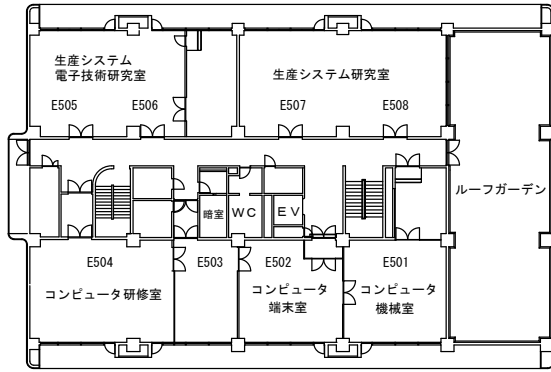 生産システム
電子技術研究室
生産システム研究室
E505
E506
E507
E508
ルーフガーデン
暗室
WC
EV
E504
E503
E502
E501
コンピュータ研修室
コンピュータ
端末室
コンピュータ
機械室